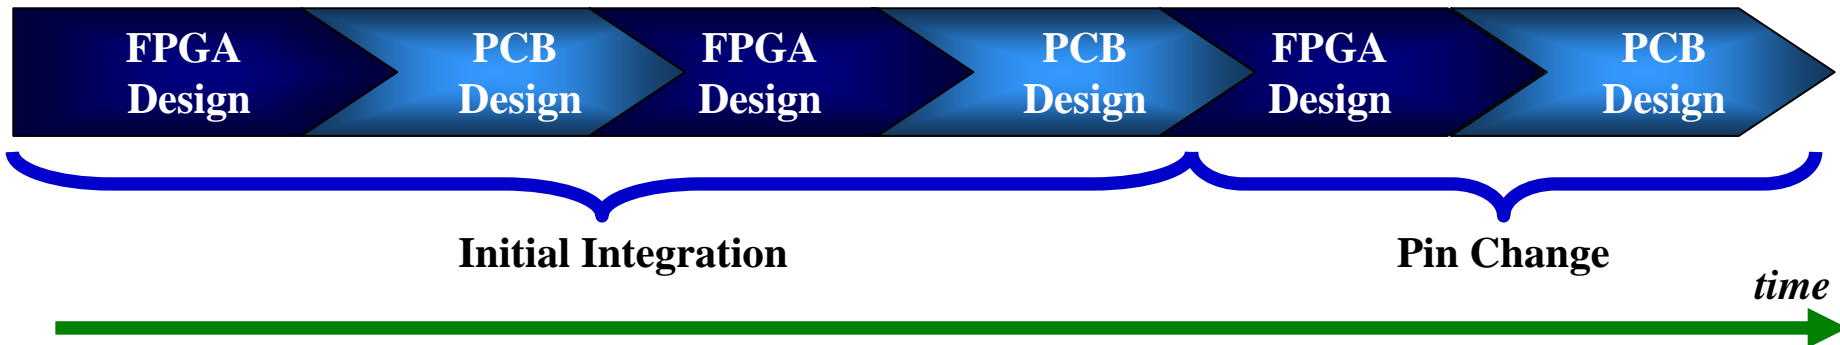 FPGA
Design
PCB
Design
FPGA
Design
PCB
Design
FPGA
Design
PCB
Design
Initial Integration
Pin Change
time